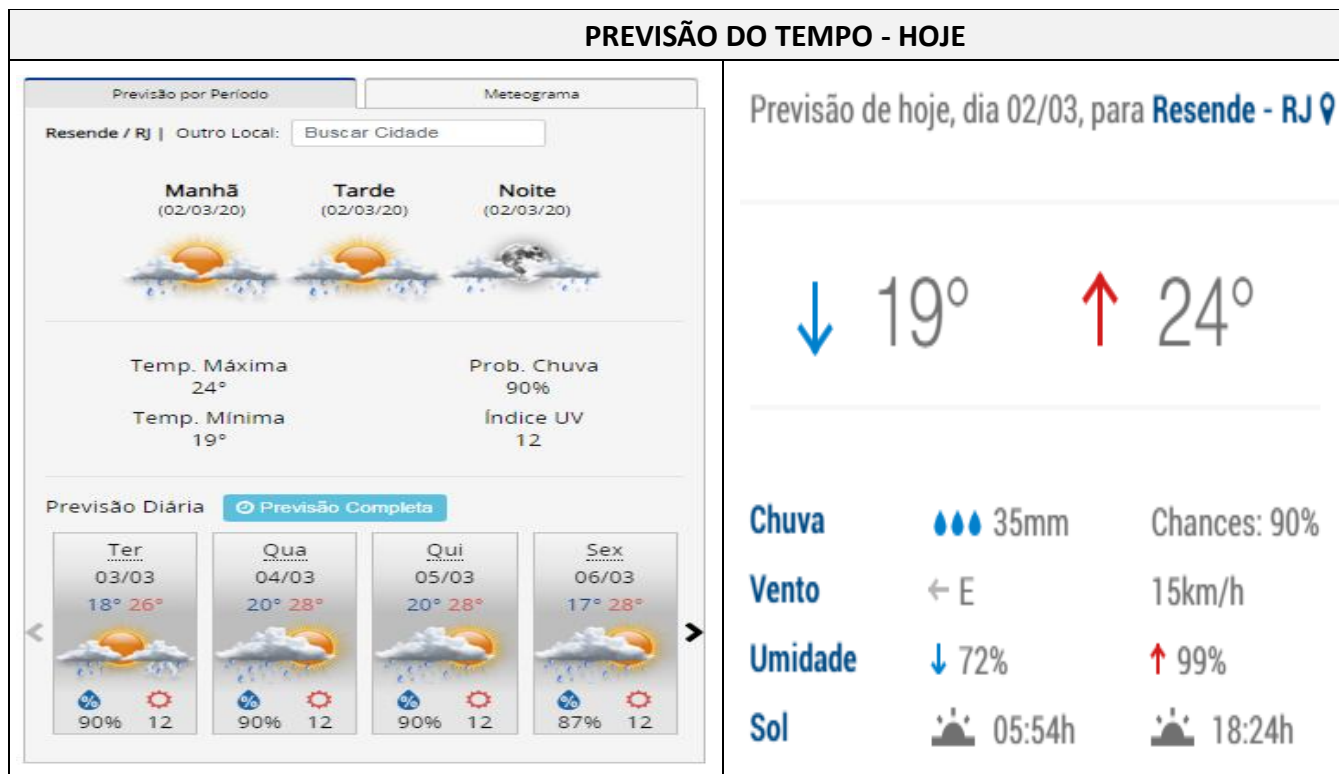 PREVISÃO DO TEMPO - HOJE
Previsão por Período
Meteograma
Resende / RJ | Outro Local: Buscar Cidade
Manhã Tarde Noite
(02/03/20) (02/03/20) (02/03/20)
Temp. Máxima Prob. Chuva
24° 90%
Temp. Mínima Índice UV
19° 12
Previsão Diária Previsão Completa
Ter Qua Qui Sex
03/03 04/03 05/03 06/03
18° 26° 20° 28° 20° 28° 17° 28°
% % % %
90% 12 90% 12 90% 12 87% 12
Previsão de hoje, dia 02/03, para Resende - RJ
19° 24°
Chuva 35mm Chances: 90%
Vento E 15km/h
Umidade 72% 99%
Sol 05:54h 18:24h